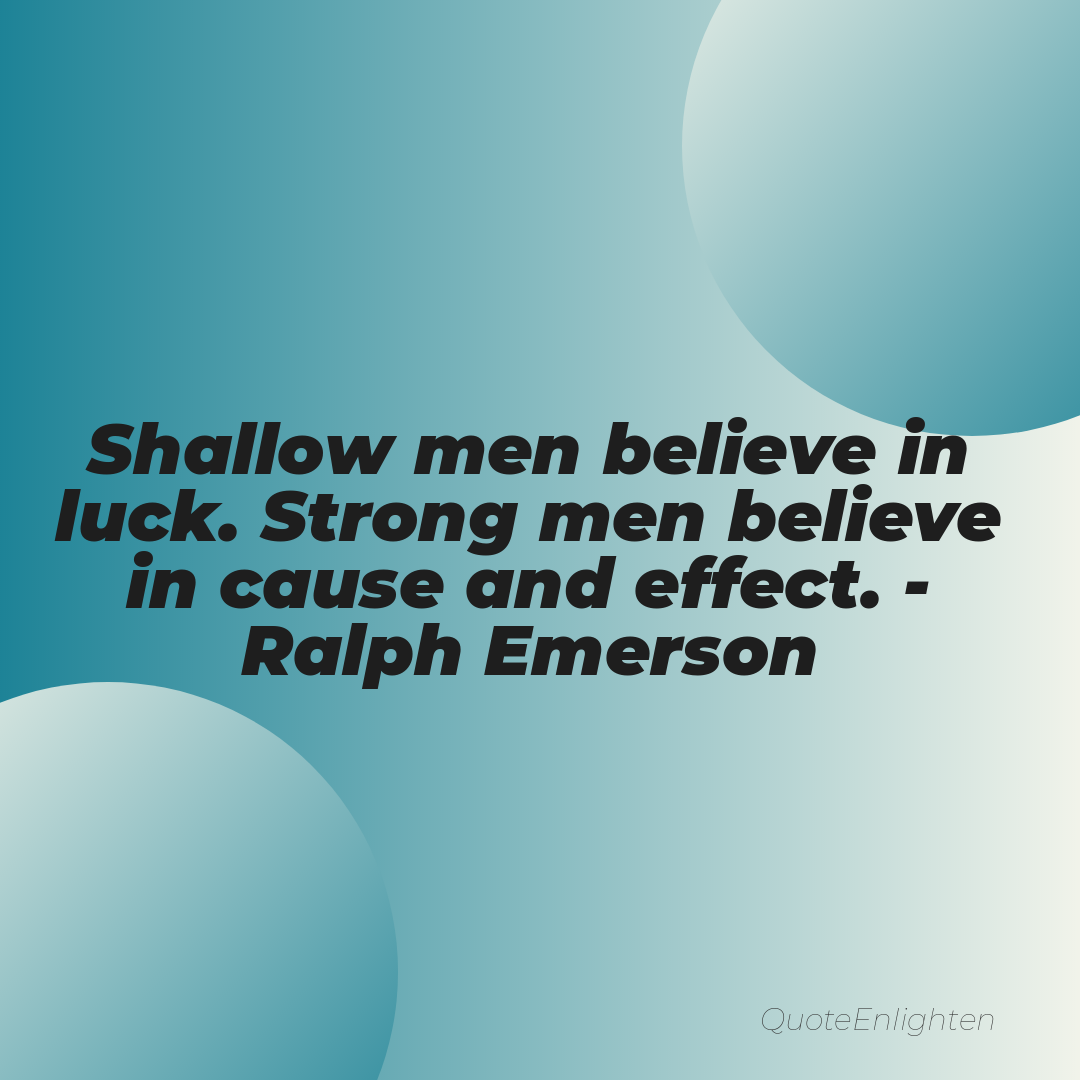 Shallow men believe in
luck. Strong men believe
in cause and effect. -
Ralph Emerson
QuoteEnlighten